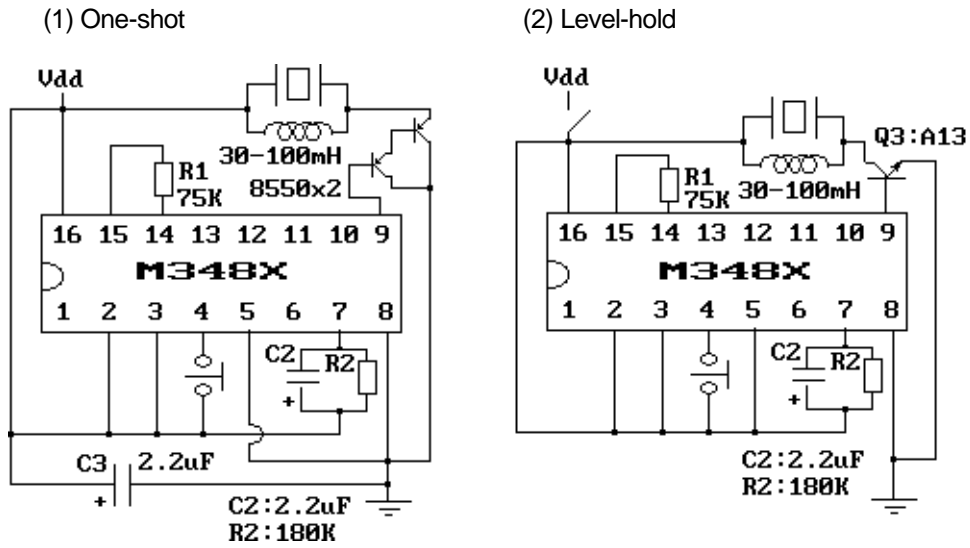 (1) One-shot
Vdd
30-100mH
R1
75K
8550x2
16 15 14 13 12 11 10 9
M348X
1 2 3 4 5 6 7 8
C2
R2
+
C3 2.2uF
+
C2:2.2uF
R2:180K
(2) Level-hold
Vdd
Q3:A13
R1
75K
30-100mH
16 15 14 13 12 11 10 9
M348X
1 2 3 4 5 6 7 8
C2
R2
+
C2:2.2uF
R2:180K